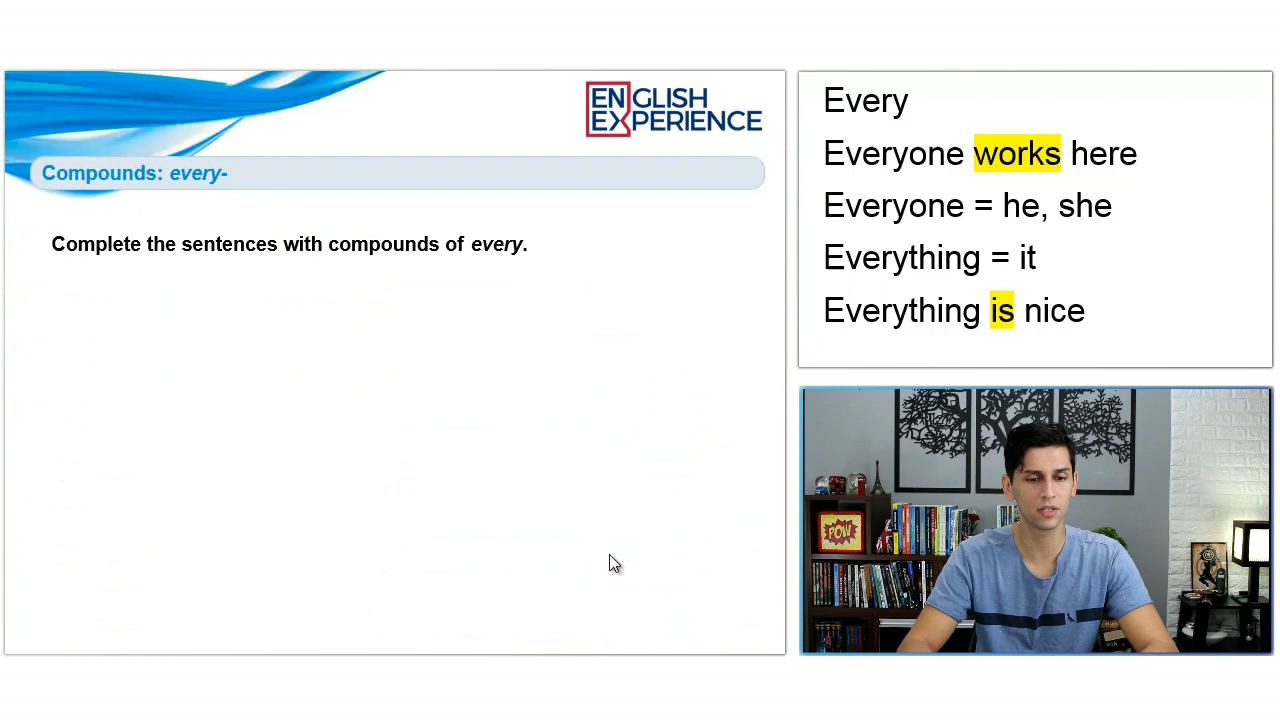 ENGLISH
EXPERIENCE
Compounds: every-
Complete the sentences with compounds of every.
Every
Everyone works here
Everyone = he, she
Everything = it
Everything is nice
POW